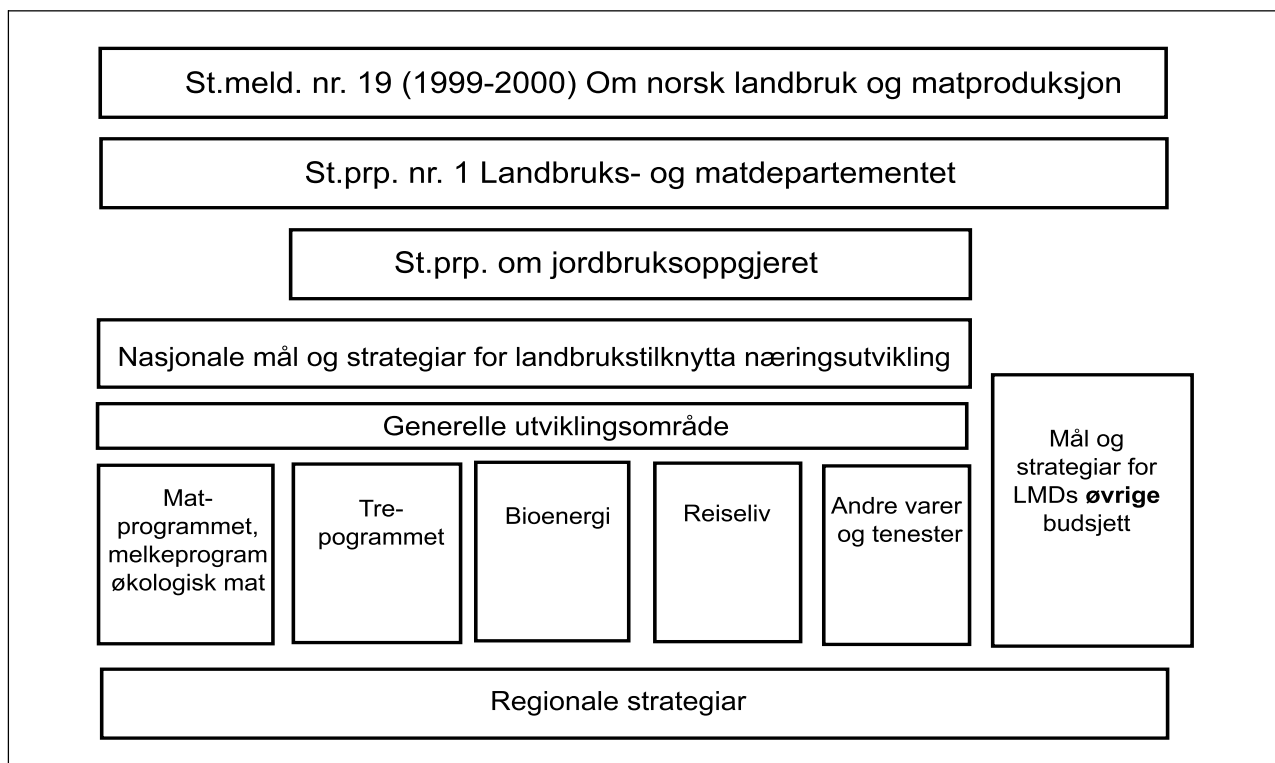 St.meld. nr. 19 (1999-2000) Om norsk landbruk og matproduksjon
St.prp. nr. 1 Landbruks- og matdepartementet
St.prp. om jordbruksoppgjeret
Nasjonale mål og strategiar for landbrukstilknytta næringsutvikling
Generelle utviklingsområde
Mat-
programmet,
melkeprogram
økologisk mat
Tre-
pogrammet
Bioenergi
Reiseliv
Andre varer
og tenester
Mål og
strategiar for
LMDs øvrige
budsjett
Regionale strategiar